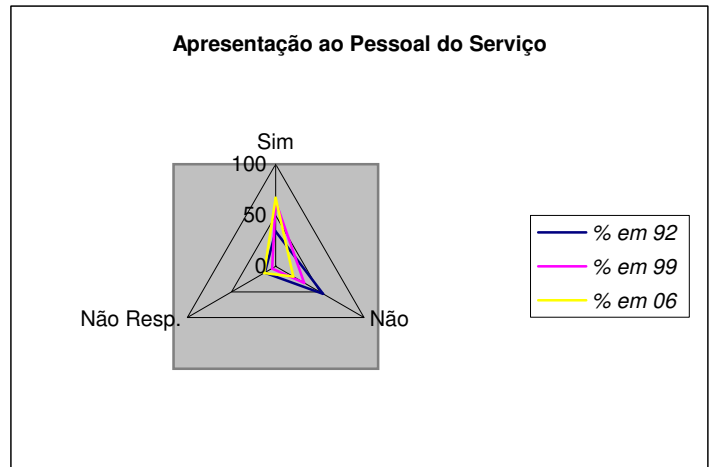 Apresentação ao Pessoal do Serviço
Sim
100
50
0
Não Resp.
Não
% em 92
% em 99
% em 06